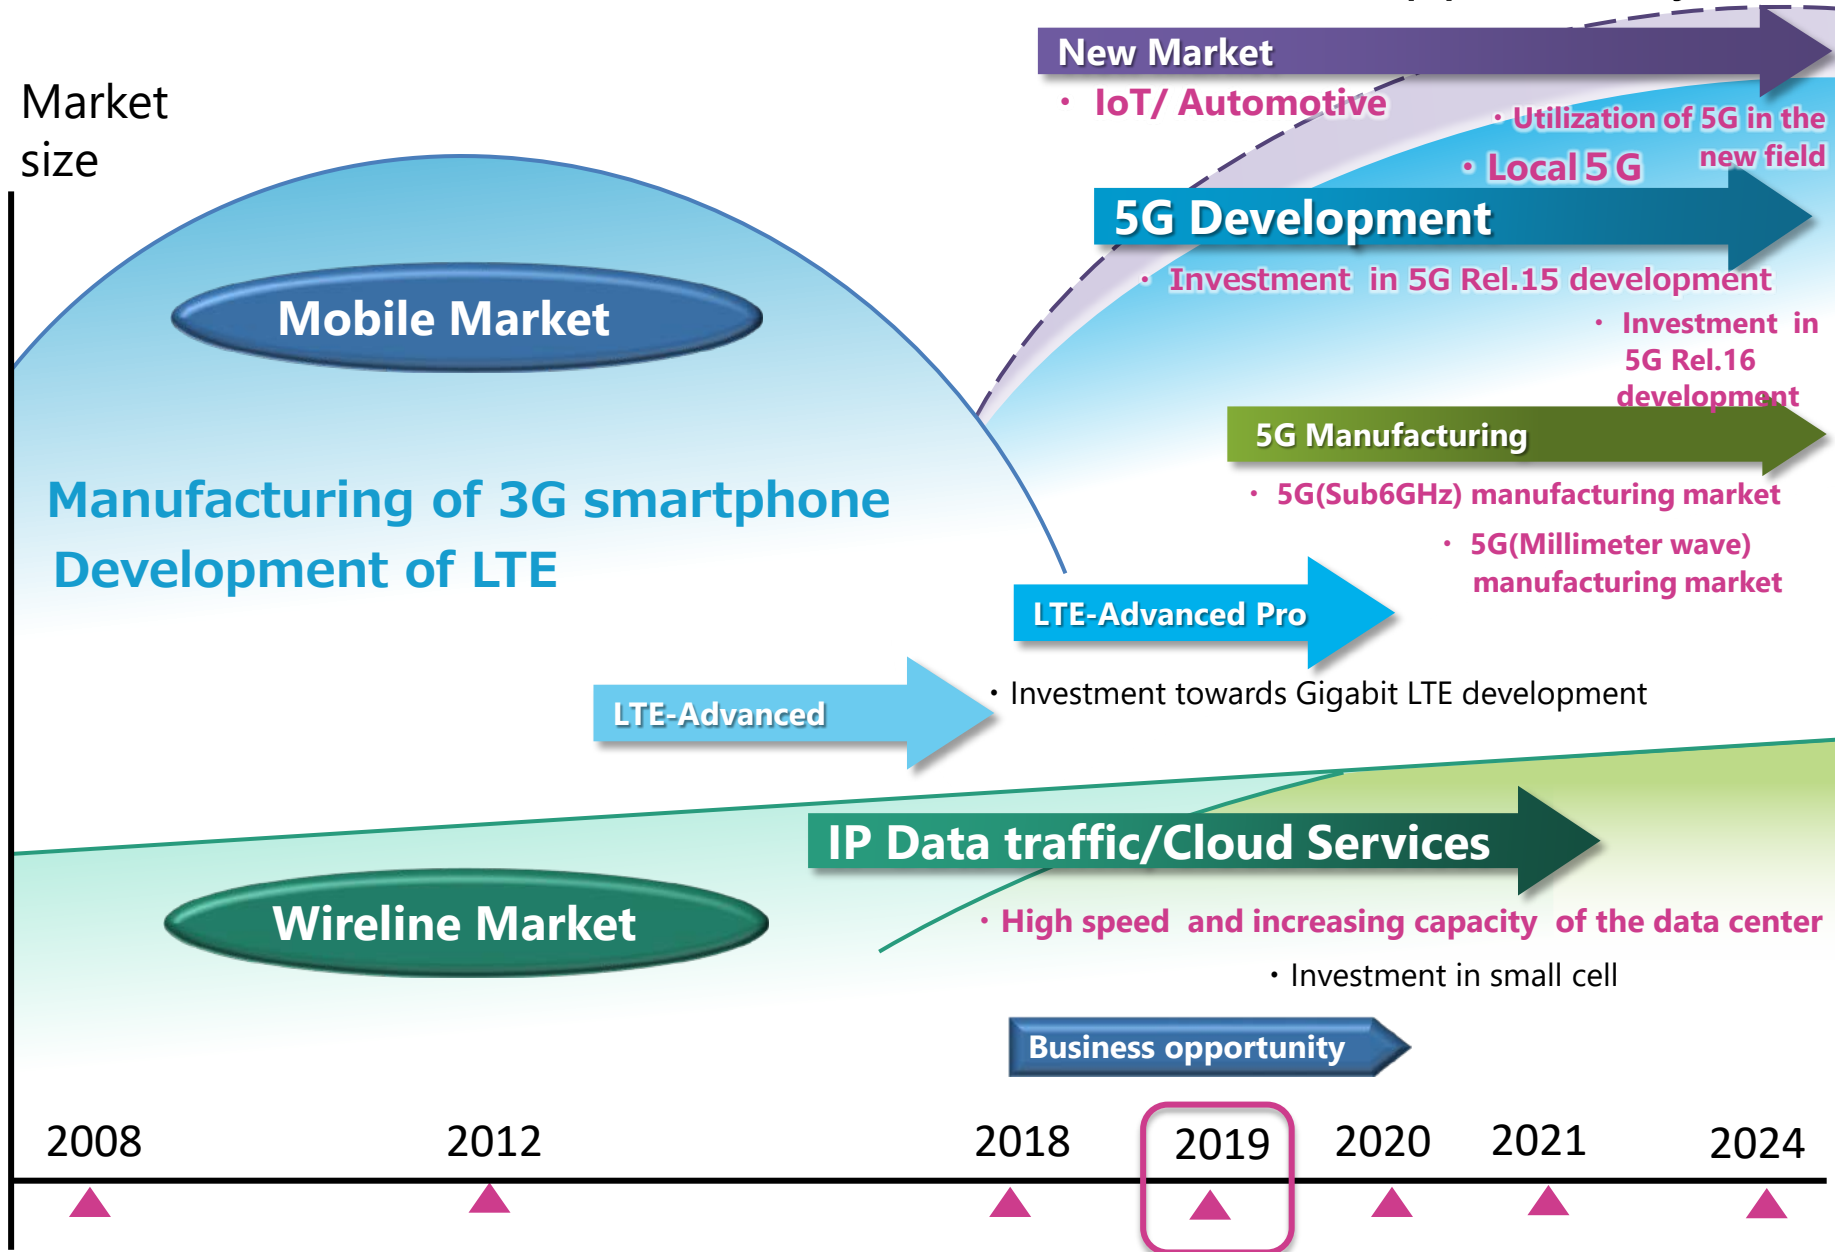 Market
size
New Market
・ IoT/ Automotive
・Utilization of 5G in the
new field
・Local５G
5G Development
・ Investment in 5G Rel.15 development
・ Investment in
5G Rel.16
development
Mobile Market
5G Manufacturing
・ 5G(Sub6GHz) manufacturing market
・ 5G(Millimeter wave)
manufacturing market
Manufacturing of 3G smartphone
Development of LTE
LTE-Advanced Pro
・Investment towards Gigabit LTE development
LTE-Advanced
IP Data traffic/Cloud Services
Wireline Market
・High speed and increasing capacity of the data center
・Investment in small cell
Business opportunity
2008 2012 2018 2019 2020 2021 2024